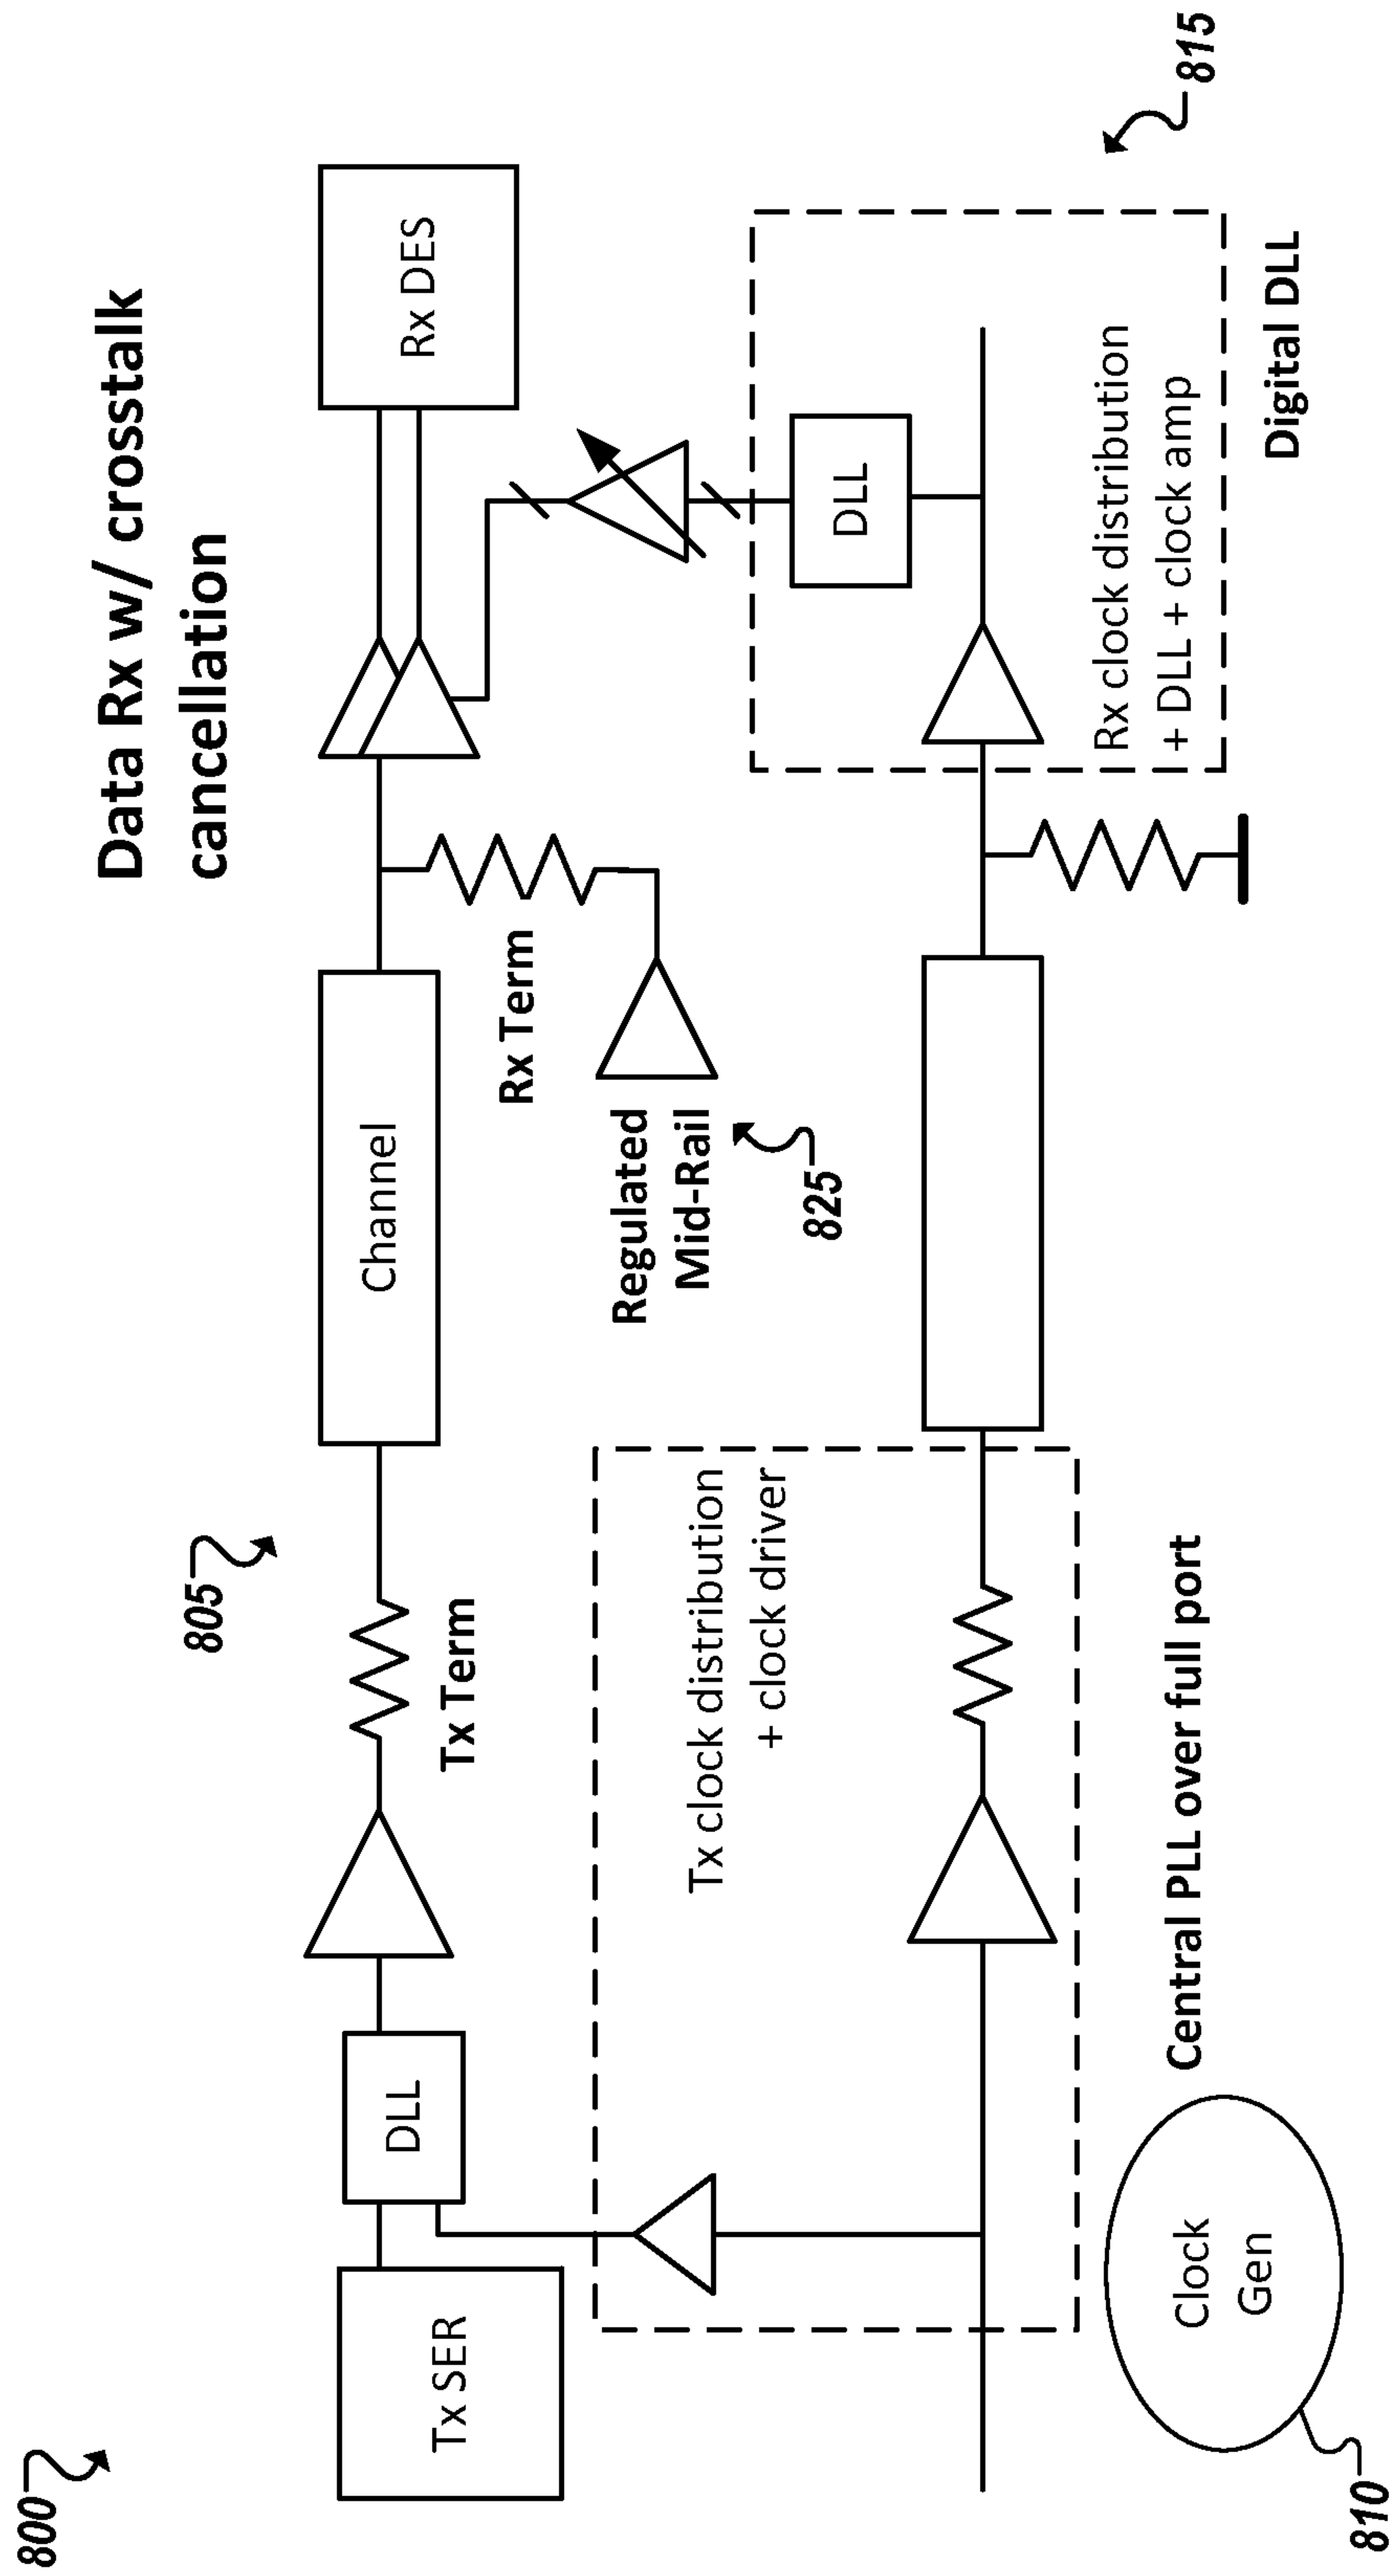 800
805
Data Rx w/ crosstalk
cancellation
Tx SER
DLL
Tx Term
Channel
Rx Term
Rx DES
Regulated
Mid-Rail
825
Tx clock distribution
+ clock driver
DLL
Rx clock distribution
+ DLL + clock amp
815
Clock
Gen
810
Central PLL over full port
Digital DLL